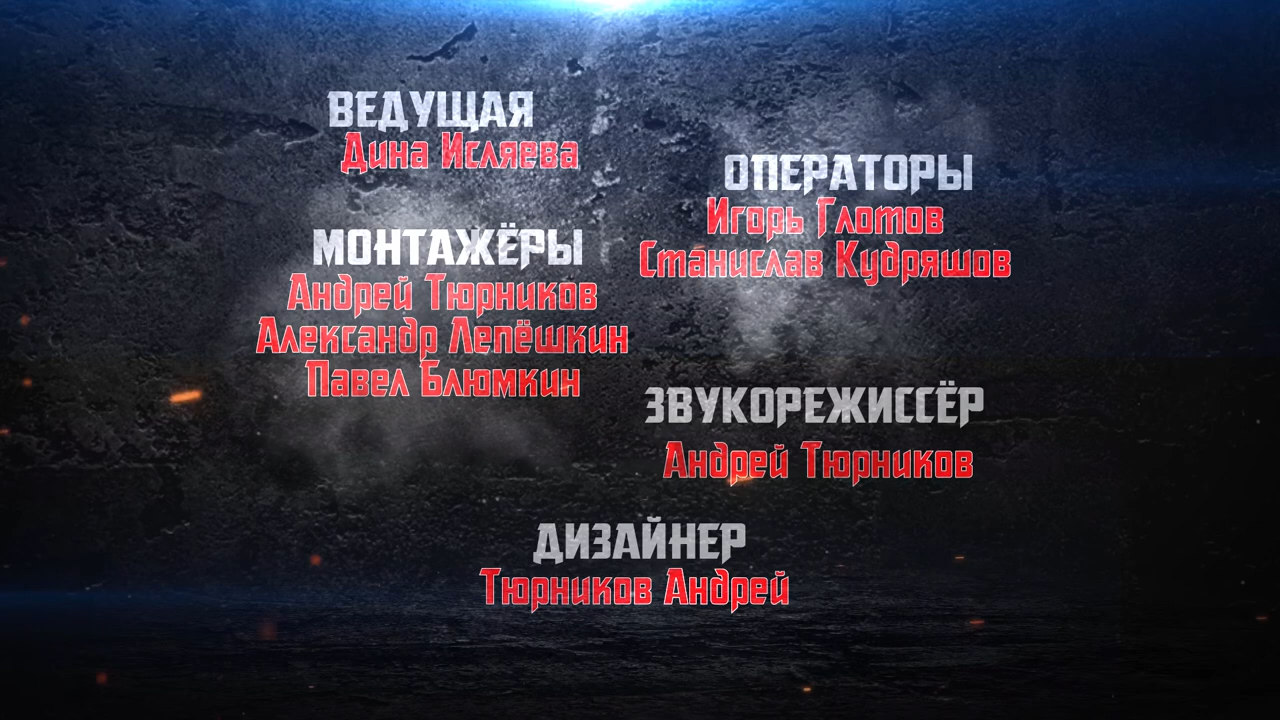 ВЕДУЩАЯ
Дина Исляева
МОНТАЖЁРЫ
Андрей Тюрников
Александр Лепёшкин
Павел Блюмкин
ОПЕРАТОРЫ
Игорь Глотов
Станислав Кудряшов
ЗВУКОРЕЖИССЁР
Андрей Тюрников
ДИЗАЙНЕР
Тюрников Андрей